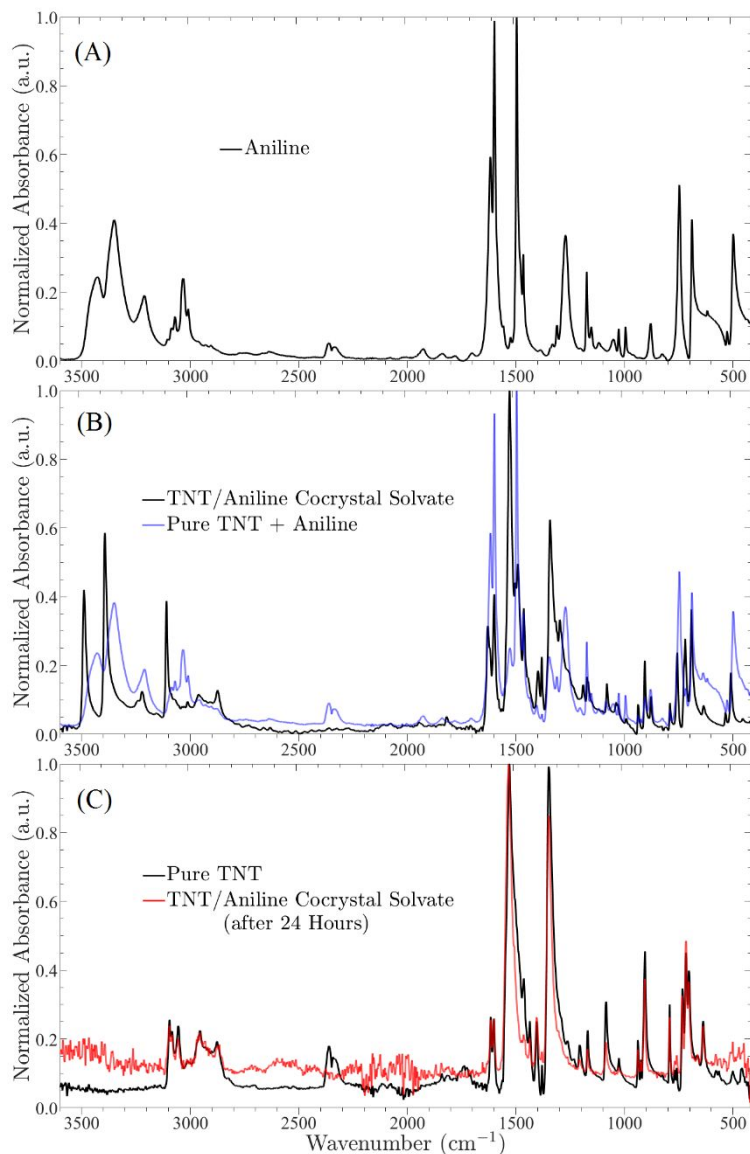 (A)
Normalized Absorbance (a.u.)
1.0
0.8
0.6
0.4
0.2
0.0
Aniline
3500 3000 2500 2000 1500 1000 500
(B)
Normalized Absorbance (a.u.)
1.0
0.8
0.6
0.4
0.2
0.0
TNT/Aniline Cocrystal Solvate
Pure TNT + Aniline
3500 3000 2500 2000 1500 1000 500
(C)
Normalized Absorbance (a.u.)
1.0
0.8
0.6
0.4
0.2
0.0
Pure TNT
TNT/Aniline Cocrystal Solvate
(after 24 Hours)
3500 3000 2500 2000 1500 1000 500
Wavenumber (cm⁻¹)